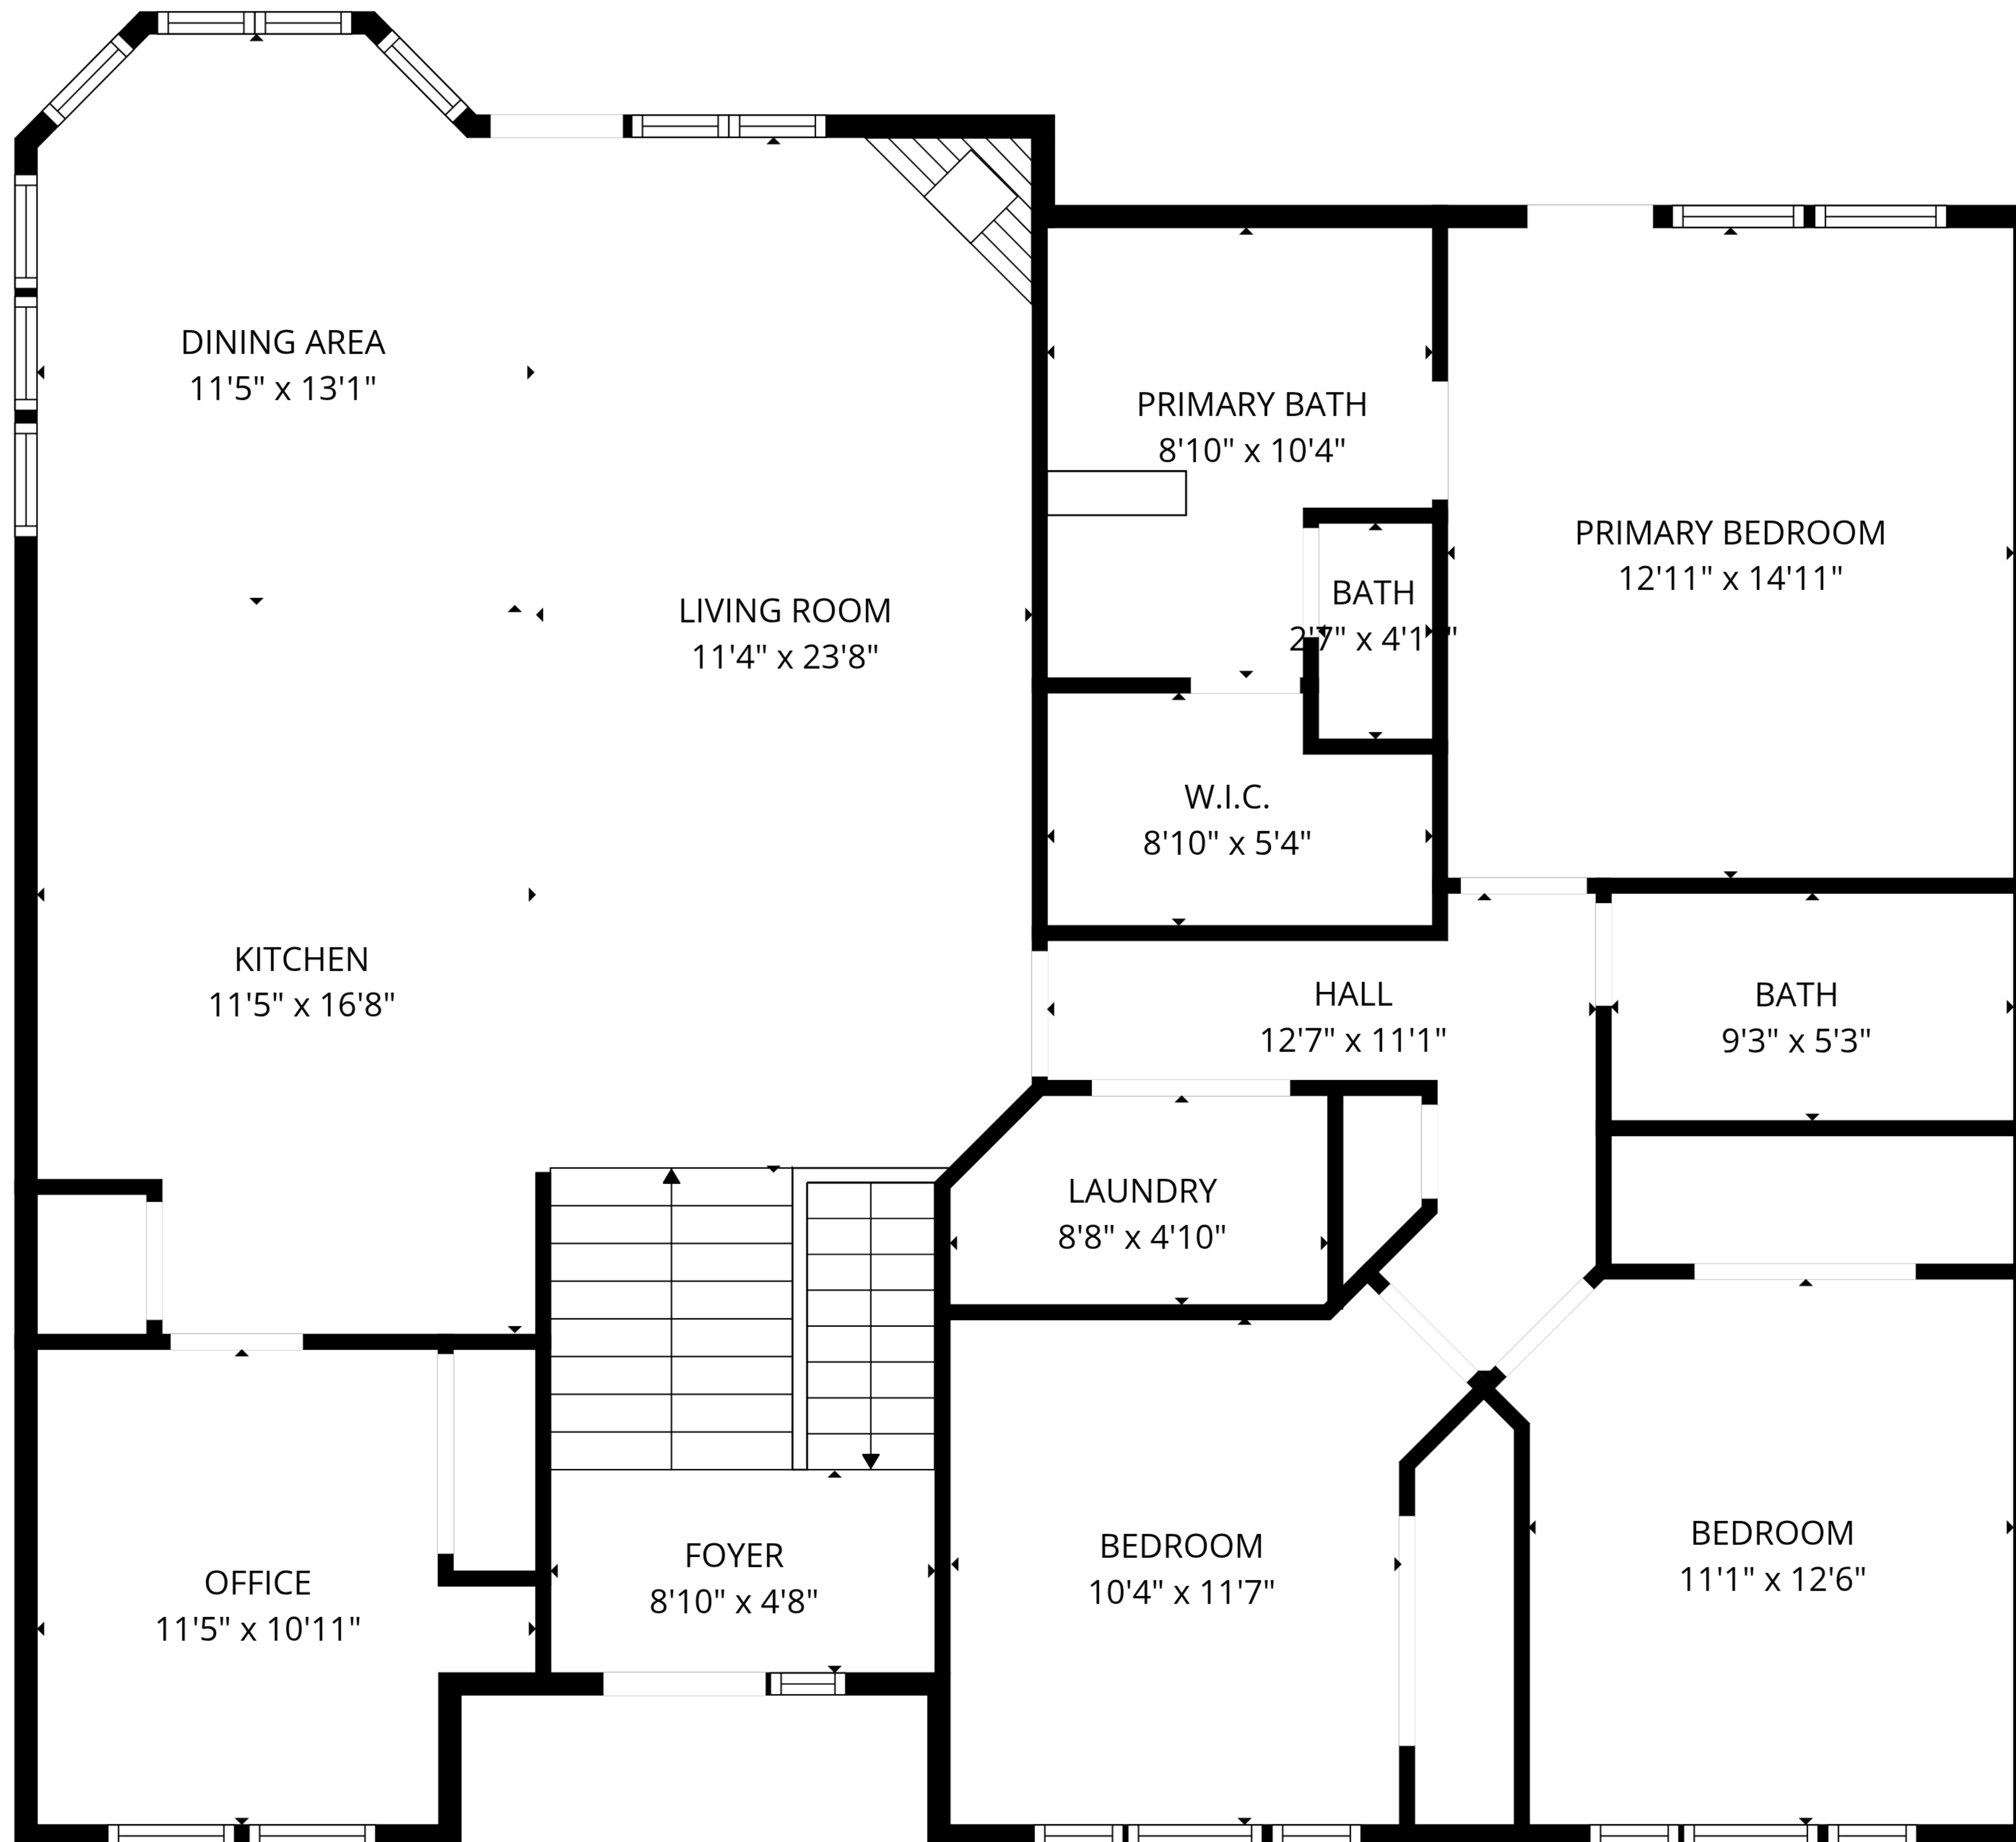 DINING AREA
11'5" x 13'1"
PRIMARY BATH
8'10" x 10'4"
PRIMARY BEDROOM
12'11" x 14'11"
BATH
LIVING ROOM
11'4" x 23'8"
W.I.C.
8'10" x 5'4"
KITCHEN
11'5" x 16'8"
HALL
12'7" x 11'1"
BATH
9'3" x 5'3"
LAUNDRY
8'8" x 4'10"
OFFICE
11'5" x 10'11"
FOYER
8'10" x 4'8"
BEDROOM
10'4" x 11'7"
BEDROOM
11'1" x 12'6"